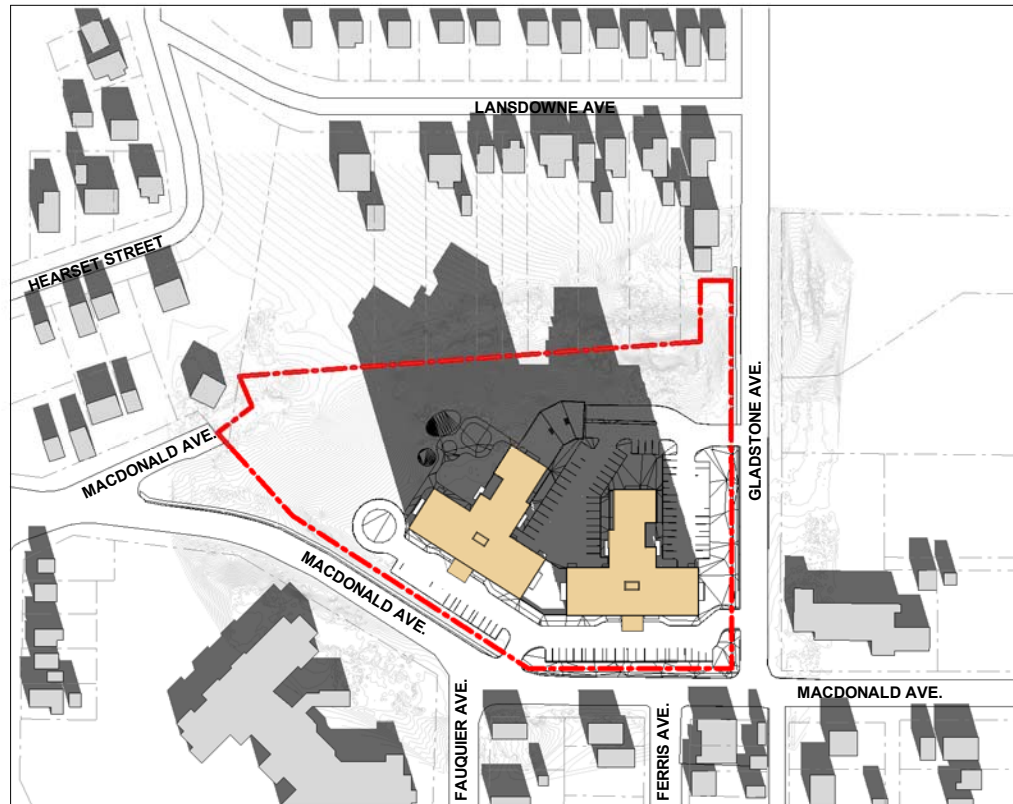 LANSDOWNE AVE
HEARSET STREET
GLADSTONE AVE.
MACDONALD AVE.
MACDONALD AVE.
MACDONALD AVE.
FAUQUIER AVE.
FERRIS AVE.